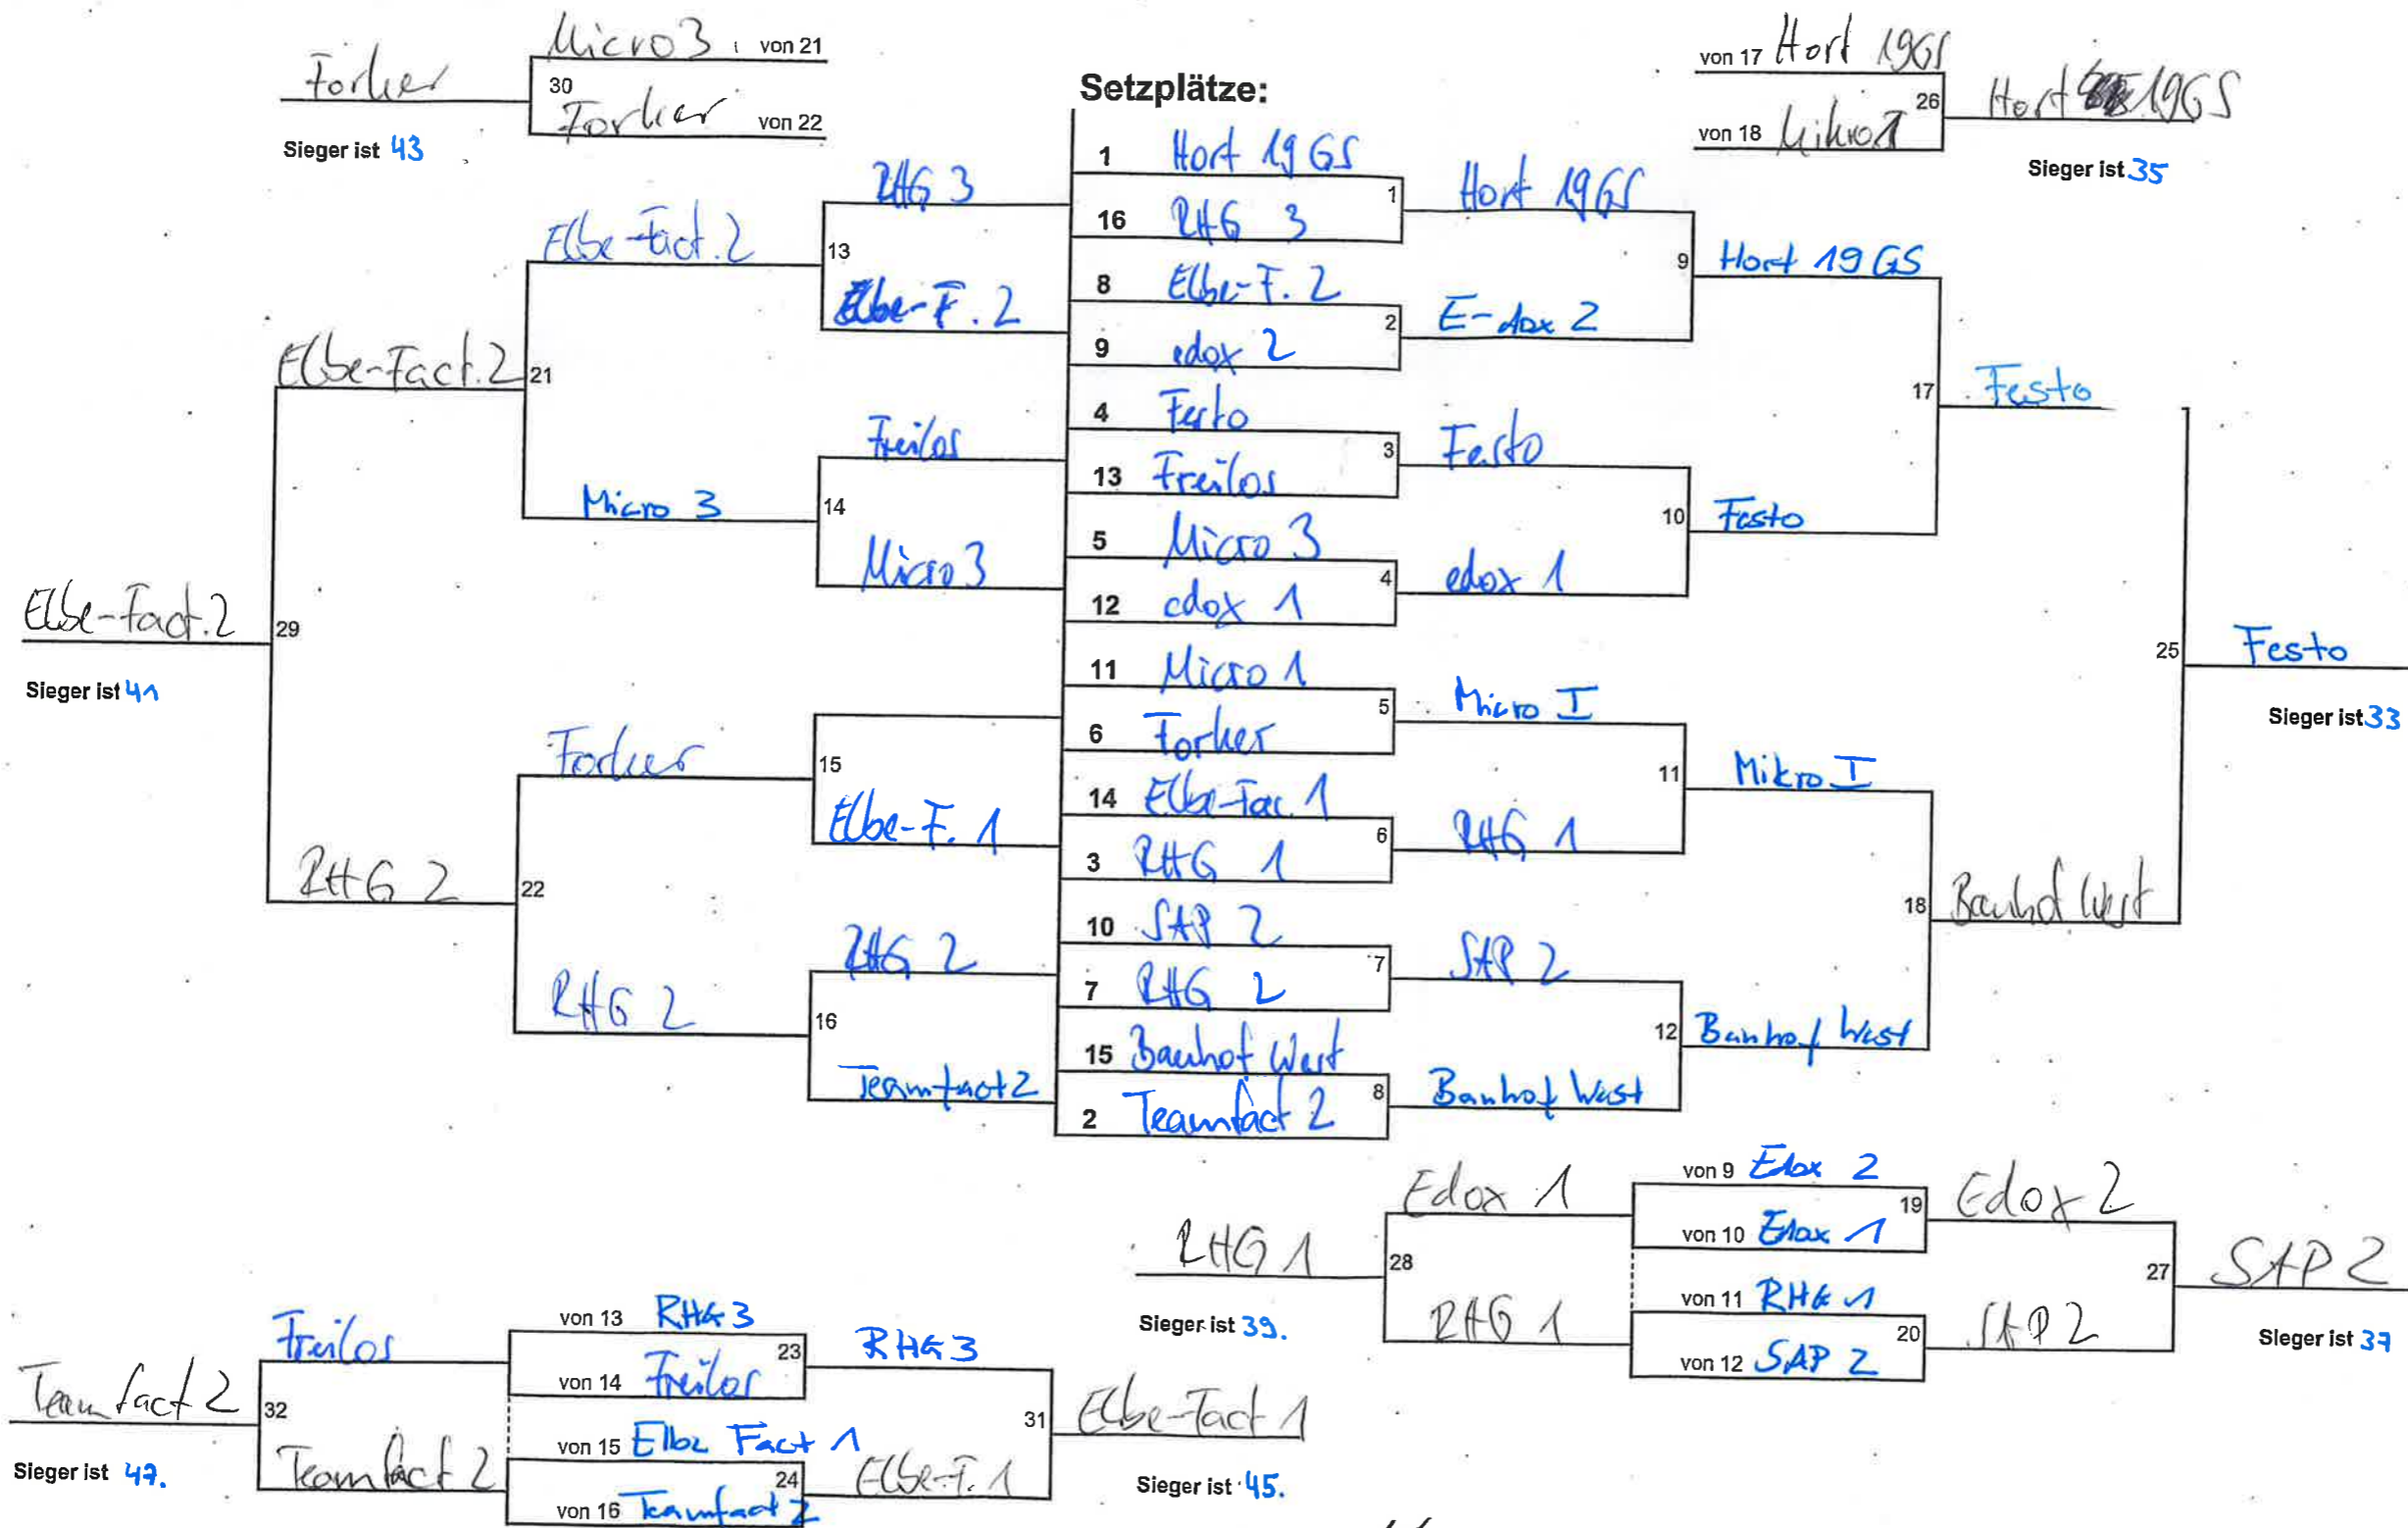 Micro 3 von 21
Forker 30
Forker von 22
Sieger ist 43
von 17 Hort 19GS
26 Hort 19GS
von 18 Mikro 1
Sieger ist 35
Setzplätze:
1 Hort 19 GS
16 RHG 3
8 Elbe-F. 2
9 edox 2
4 Festo
13 Freilos
5 Micro 3
12 edox 1
11 Micro 1
6 Forker
14 Elbe-Fac. 1
3 RHG 1
10 SAP 2
7 RHG 2
15 Bauhof West
2 Teamfact 2
1 Hort 19 GS
2 E-dox 2
3 Festo
4 edox 1
5 Micro I
6 RHG 1
7 SAP 2
8 Bauhof West
9 Hort 19 GS
10 Festo
11 Mikro I
12 Bauhof West
17 Festo
18 Bauhof West
25 Festo
Sieger ist 33
RHG 3
13 Elbe-Fact. 2
Elbe-F. 2
Freilos
14 Micro 3
Micro 3
15 Forker
Elbe-F. 1
RHG 2
16 RHG 2
Teamfact 2
21 Elbe-Fact. 2
22 RHG 2
29 Elbe-Fact. 2
Sieger ist 41
von 9 Edox 2
19 Edox 2
von 10 Edox 1
von 11 RHG 1
20 SAP 2
von 12 SAP 2
Edox 1
RHG 1
28 RHG 1
Sieger ist 39.
27 SAP 2
Sieger ist 37
von 13 RHG 3
23 RHG 3
von 14 Freilos
von 15 Elbe Fact 1
24 Elbe-F. 1
von 16 Teamfact 2
Freilos
Teamfact 2
32 Teamfact 2
Sieger ist 47.
31 Elbe-Fact 1
Sieger ist 45.